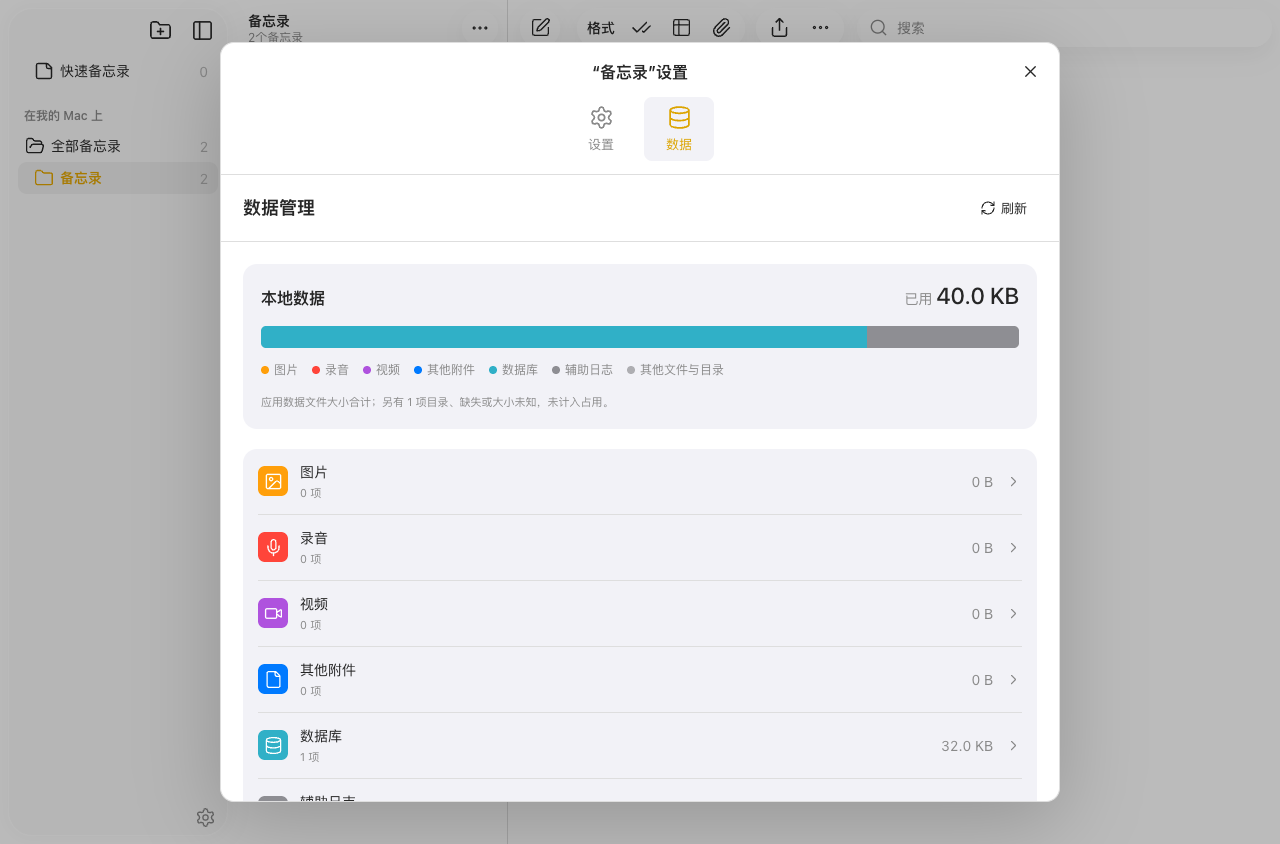 备忘录
2个备忘录
格式
搜索
快速备忘录 0
在我的 Mac 上
全部备忘录 2
备忘录 2
“备忘录”设置
设置
数据
数据管理
刷新
本地数据
已用 40.0 KB
图片 录音 视频 其他附件 数据库 辅助日志 其他文件与目录
应用数据文件大小合计；另有 1 项目录、缺失或大小未知，未计入占用。
图片
0 项
0 B
录音
0 项
0 B
视频
0 项
0 B
其他附件
0 项
0 B
数据库
1 项
32.0 KB
辅助日志